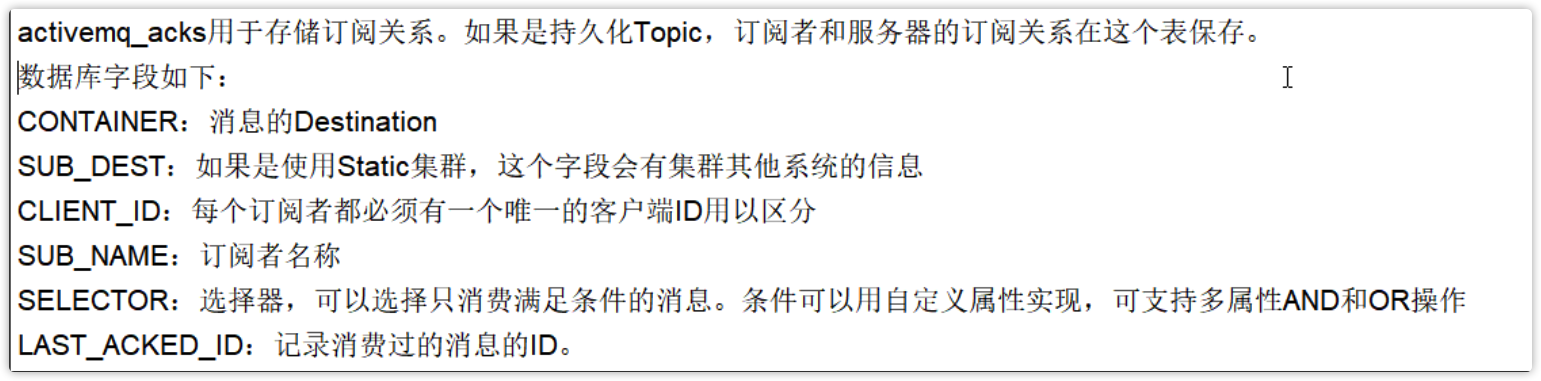 activemq_acks用于存储订阅关系。如果是持久化Topic，订阅者和服务器的订阅关系在这个表保存。
数据库字段如下：
CONTAINER：消息的Destination
SUB_DEST：如果是使用Static集群，这个字段会有集群其他系统的信息
CLIENT_ID：每个订阅者都必须有一个唯一的客户端ID用以区分
SUB_NAME：订阅者名称
SELECTOR：选择器，可以选择只消费满足条件的消息。条件可以用自定义属性实现，可支持多属性AND和OR操作
LAST_ACKED_ID：记录消费过的消息的ID。